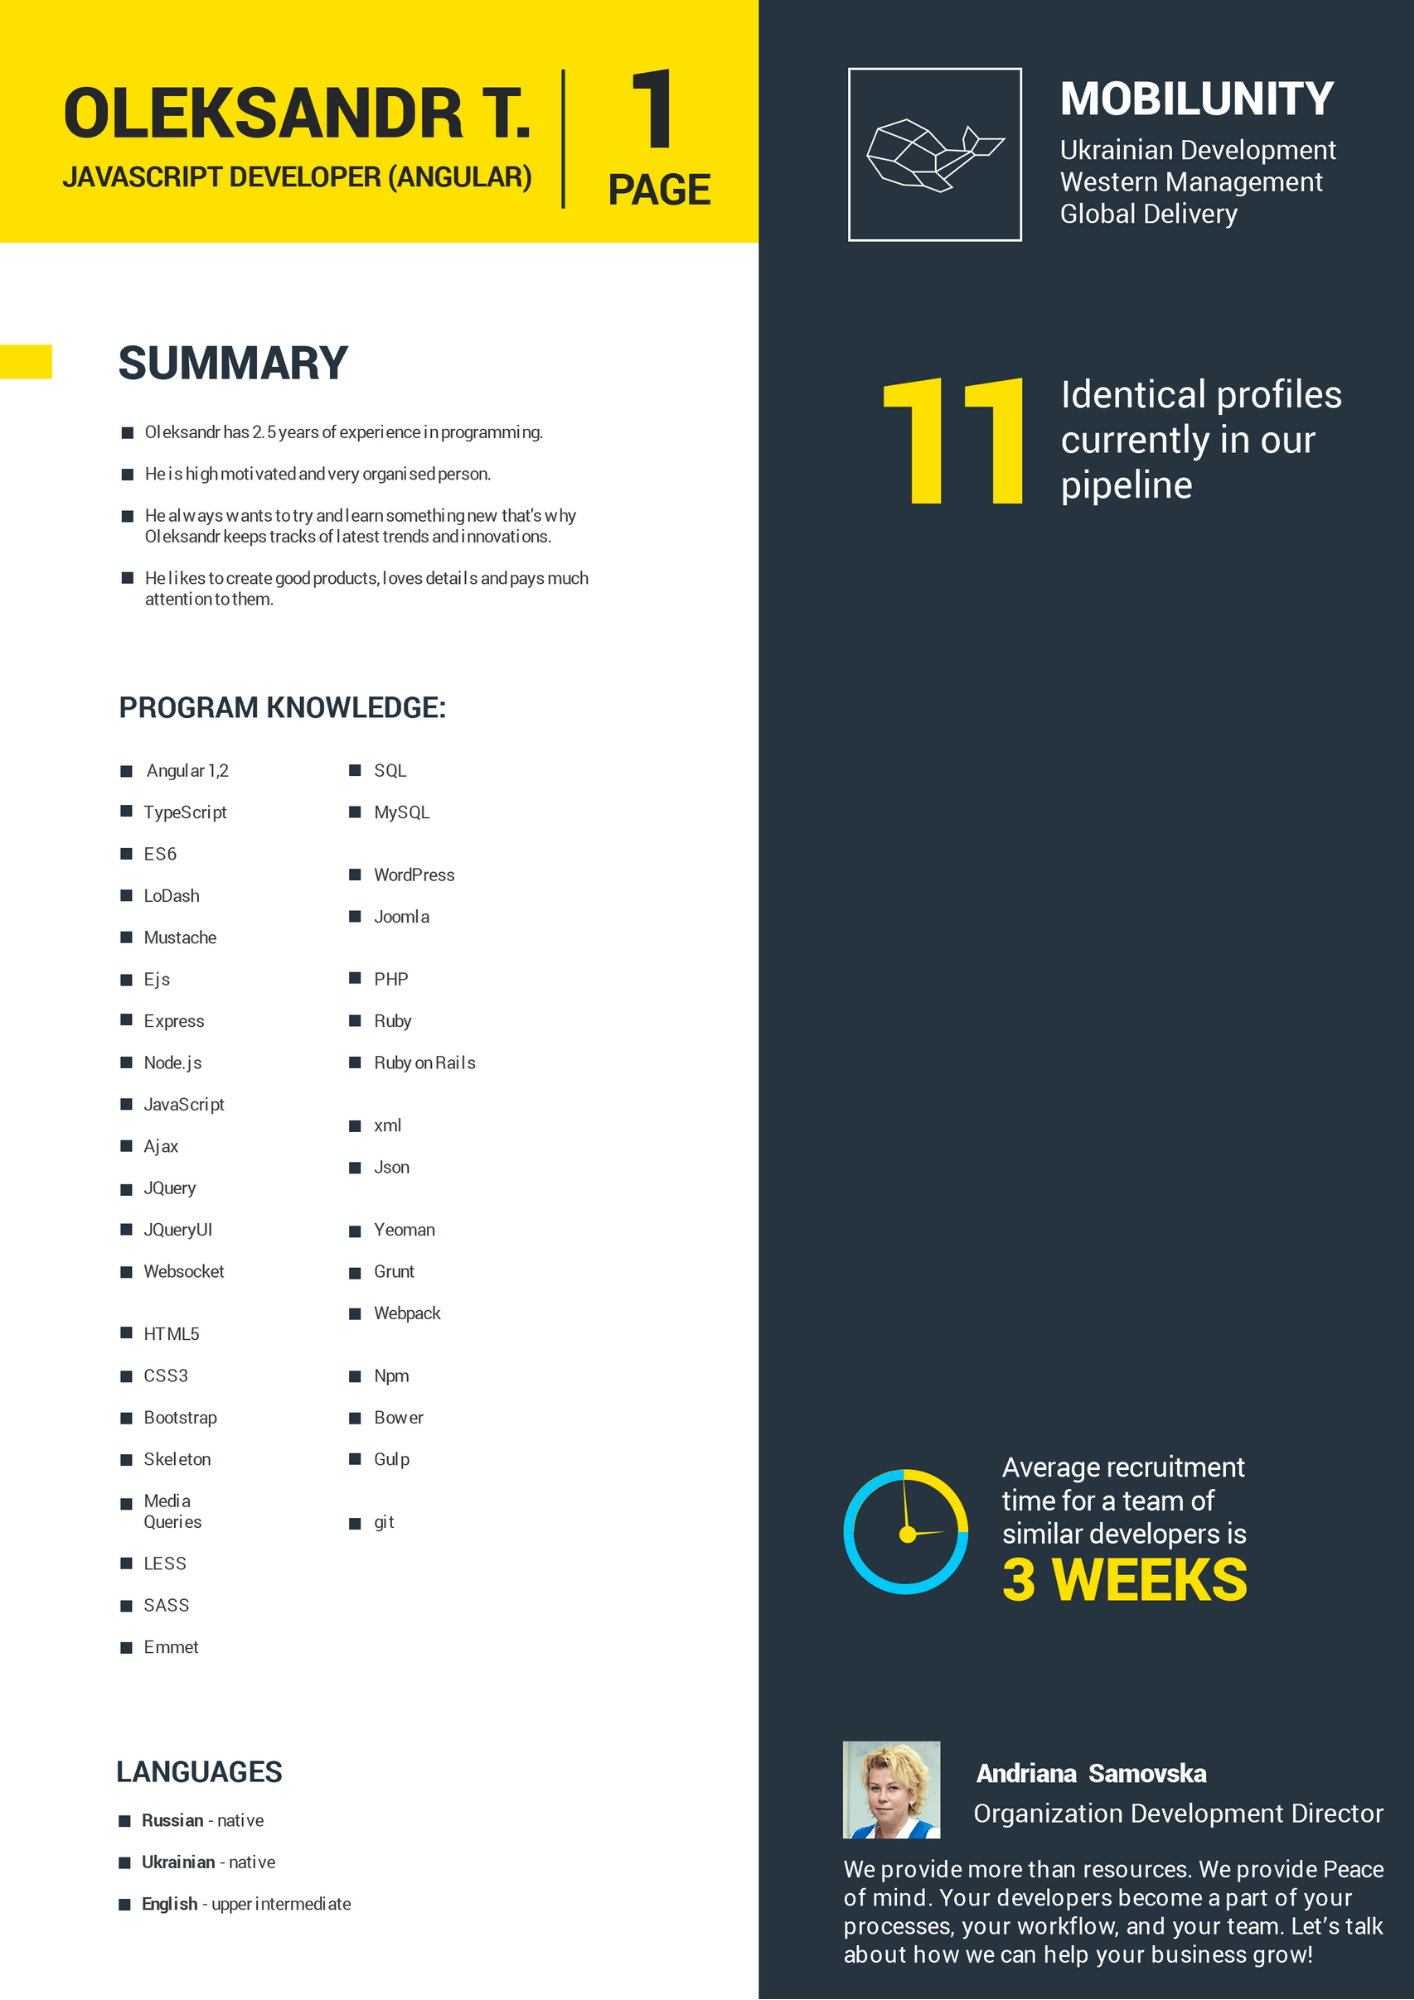 OLEKSANDR T.
JAVASCRIPT DEVELOPER (ANGULAR)
1
PAGE
SUMMARY
Oleksandr has 2.5 years of experience in programming.
He is high motivated and very organised person.
He always wants to try and learn something new that's why
Oleksandr keeps tracks of latest trends and innovations.
He likes to create good products, loves details and pays much
attention to them.
PROGRAM KNOWLEDGE:
Angular 1,2
TypeScript
ES6
LoDash
Mustache
Ejs
Express
Node.js
JavaScript
Ajax
JQuery
JQueryUI
Websocket
HTML5
CSS3
Bootstrap
Skeleton
Media
Queries
LESS
SASS
Emmet
SQL
MySQL
WordPress
Joomla
PHP
Ruby
Ruby on Rails
xml
Json
Yeoman
Grunt
Webpack
Npm
Bower
Gulp
git
LANGUAGES
Russian - native
Ukrainian - native
English - upper intermediate
MOBILUNITY
Ukrainian Development
Western Management
Global Delivery
11
Identical profiles
currently in our
pipeline
Average recruitment
time for a team of
similar developers is
3 WEEKS
Andriana Samovska
Organization Development Director
We provide more than resources. We provide Peace
of mind. Your developers become a part of your
processes, your workflow, and your team. Let's talk
about how we can help your business grow!